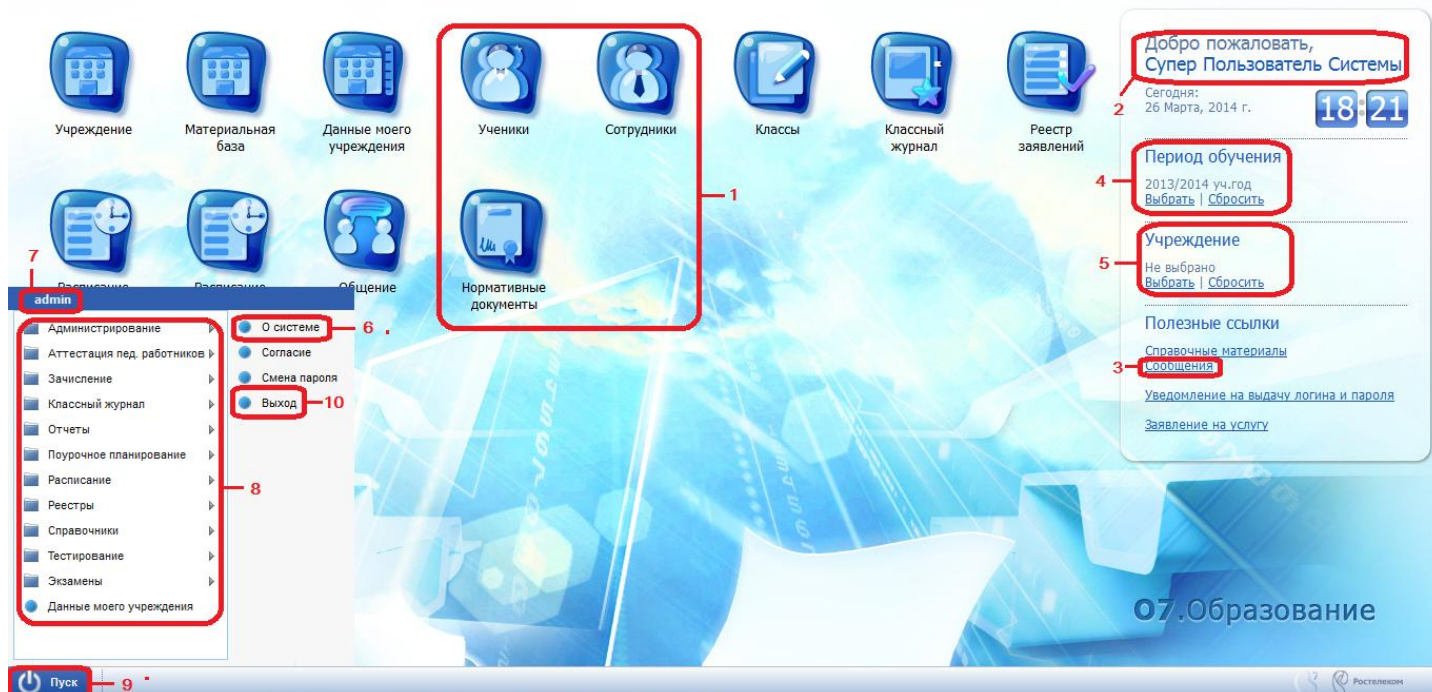 Учреждение
Материальная
база
Данные моего
учреждения
Ученики
Сотрудники
Классы
Классный
журнал
Реестр
заявлений
1
Расписание
Расписание
Общение
Нормативные
документы
Добро пожаловать,
Супер Пользователь Системы
2
Сегодня:
26 Марта, 2014 г.
18:21
Период обучения
4
2013/2014 уч.год
Выбрать | Сбросить
Учреждение
5
Не выбрано
Выбрать | Сбросить
Полезные ссылки
Справочные материалы
3
Сообщения
Уведомление на выдачу логина и пароля
Заявление на услугу
7
admin
Администрирование
Аттестация пед. работников
Зачисление
Классный журнал
Отчеты
Поурочное планирование
Расписание
Реестры
Справочники
Тестирование
Экзамены
Данные моего учреждения
8
О системе
6
Согласие
Смена пароля
Выход
10
О7.Образование
Пуск
9
Ростелеком